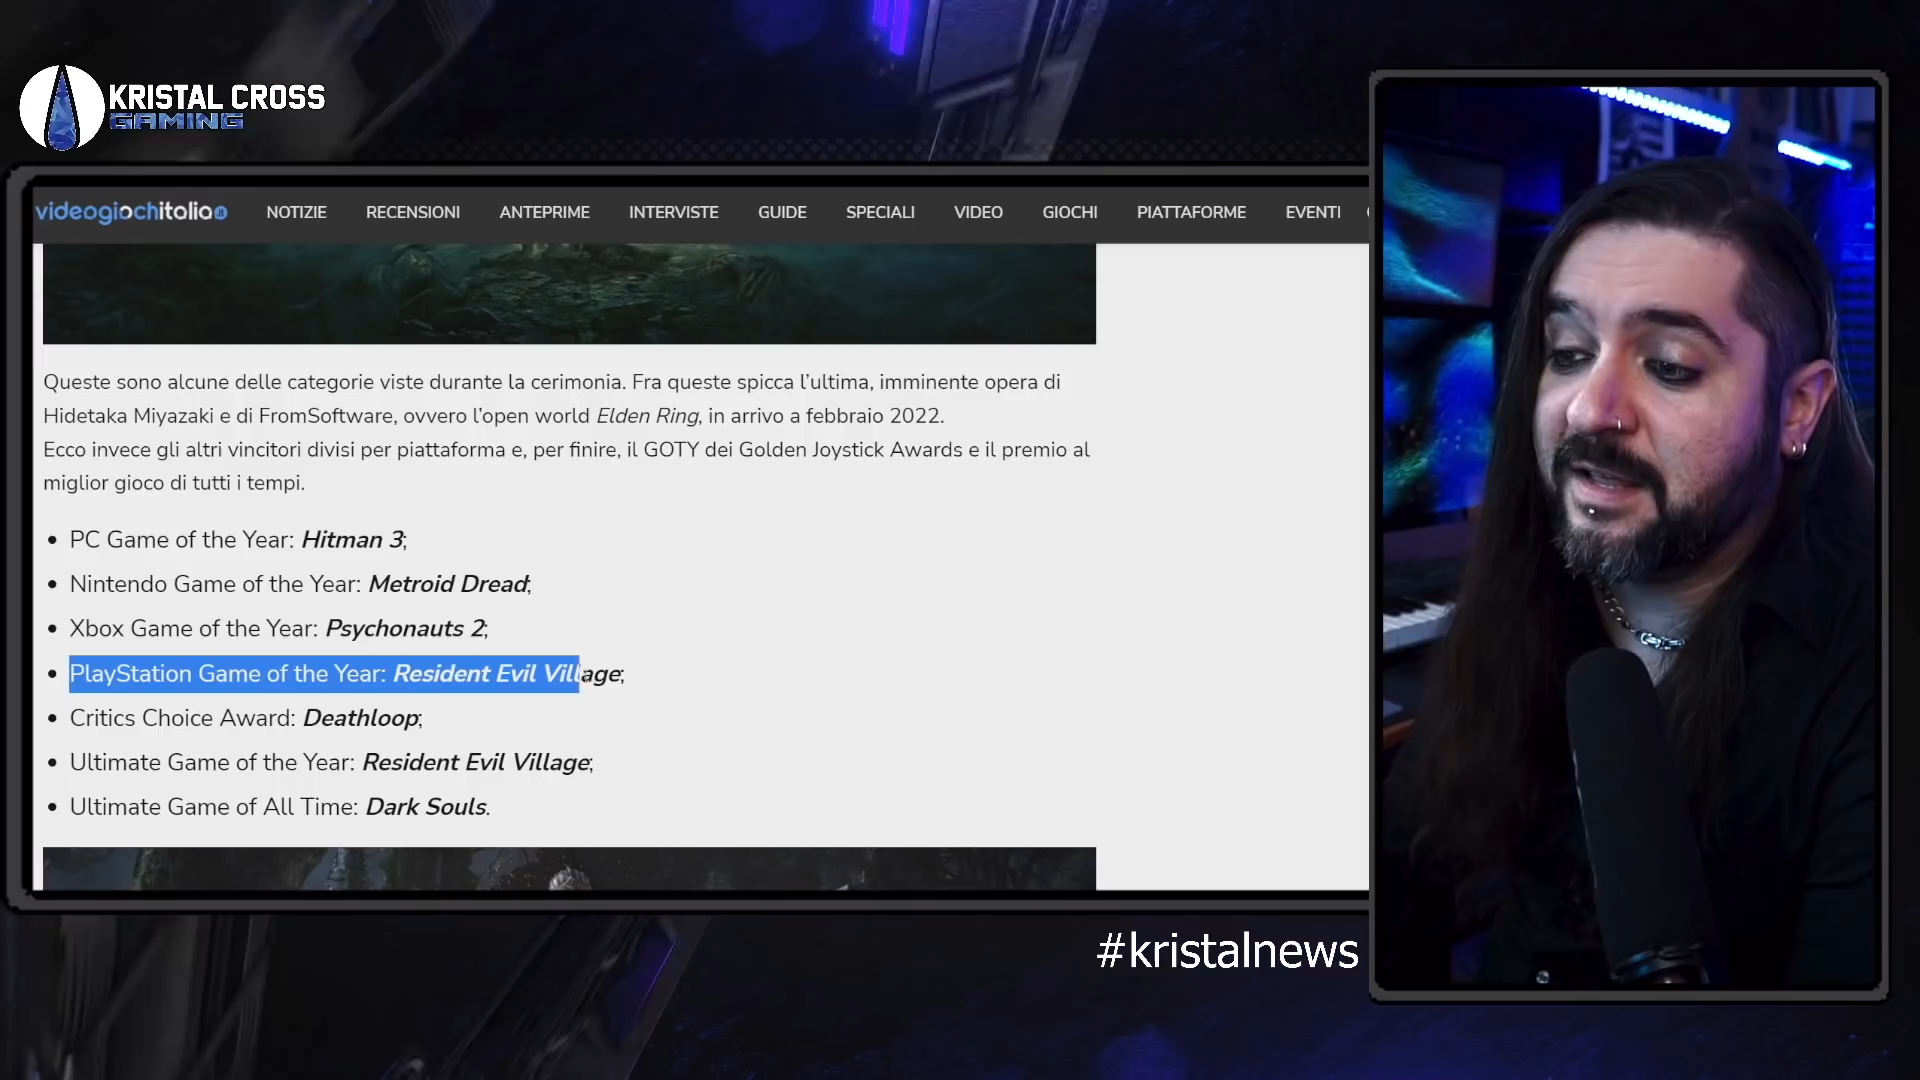 KRISTAL CROSS
GAMING
videogiochitalia.it
NOTIZIE RECENSIONI ANTEPRIME INTERVISTE GUIDE SPECIALI VIDEO GIOCHI PIATTAFORME EVENTI
Queste sono alcune delle categorie viste durante la cerimonia. Fra queste spicca l'ultima, imminente opera di
Hidetaka Miyazaki e di FromSoftware, ovvero l'open world Elden Ring, in arrivo a febbraio 2022.
Ecco invece gli altri vincitori divisi per piattaforma e, per finire, il GOTY dei Golden Joystick Awards e il premio al
miglior gioco di tutti i tempi.
• PC Game of the Year: Hitman 3;
• Nintendo Game of the Year: Metroid Dread;
• Xbox Game of the Year: Psychonauts 2;
• PlayStation Game of the Year: Resident Evil Village;
• Critics Choice Award: Deathloop;
• Ultimate Game of the Year: Resident Evil Village;
• Ultimate Game of All Time: Dark Souls.
#kristalnews